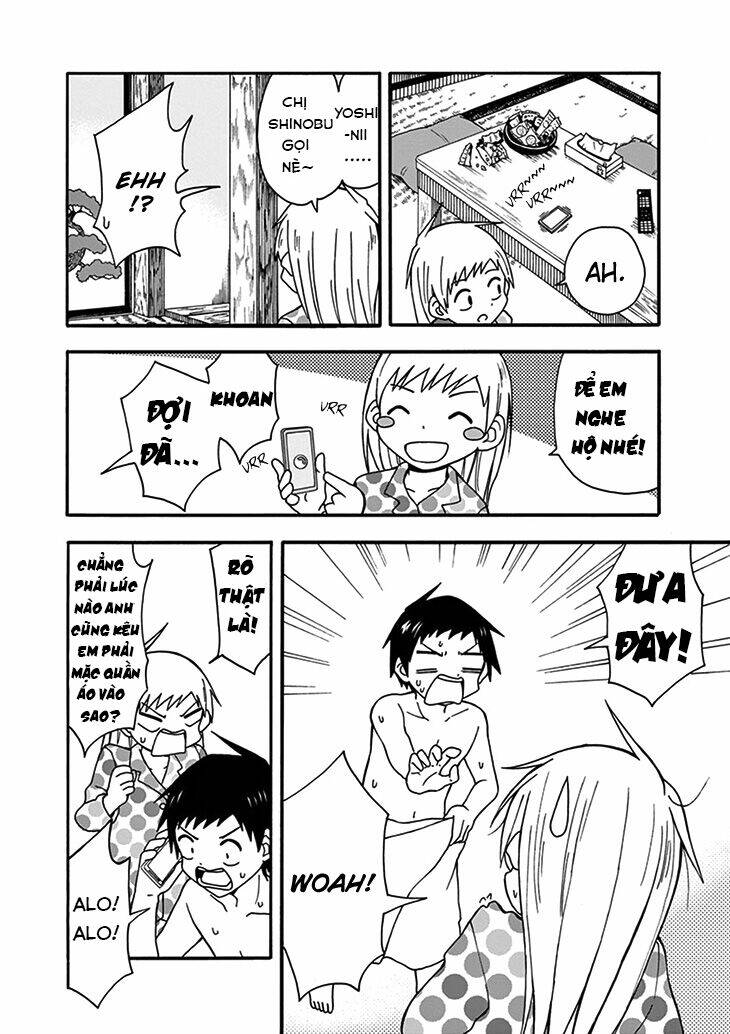 VRRNNN
VRRNNN
AH.
YOSHI
-NII
.....
CHỊ
SHINOBU
GỌI
NÈ~
EHH
!?
ĐỂ EM
NGHE
HỘ NHÉ!
VRR
VRR
KHOAN
ĐỢI
ĐÃ...
ĐƯA
ĐÂY!
WOAH!
RÕ
THẬT
LÀ!
CHẲNG
PHẢI LÚC
NÀO ANH
CŨNG KÊU
EM PHẢI
MẶC QUẦN
ÁO VÀO
SAO?
ALO!
ALO!